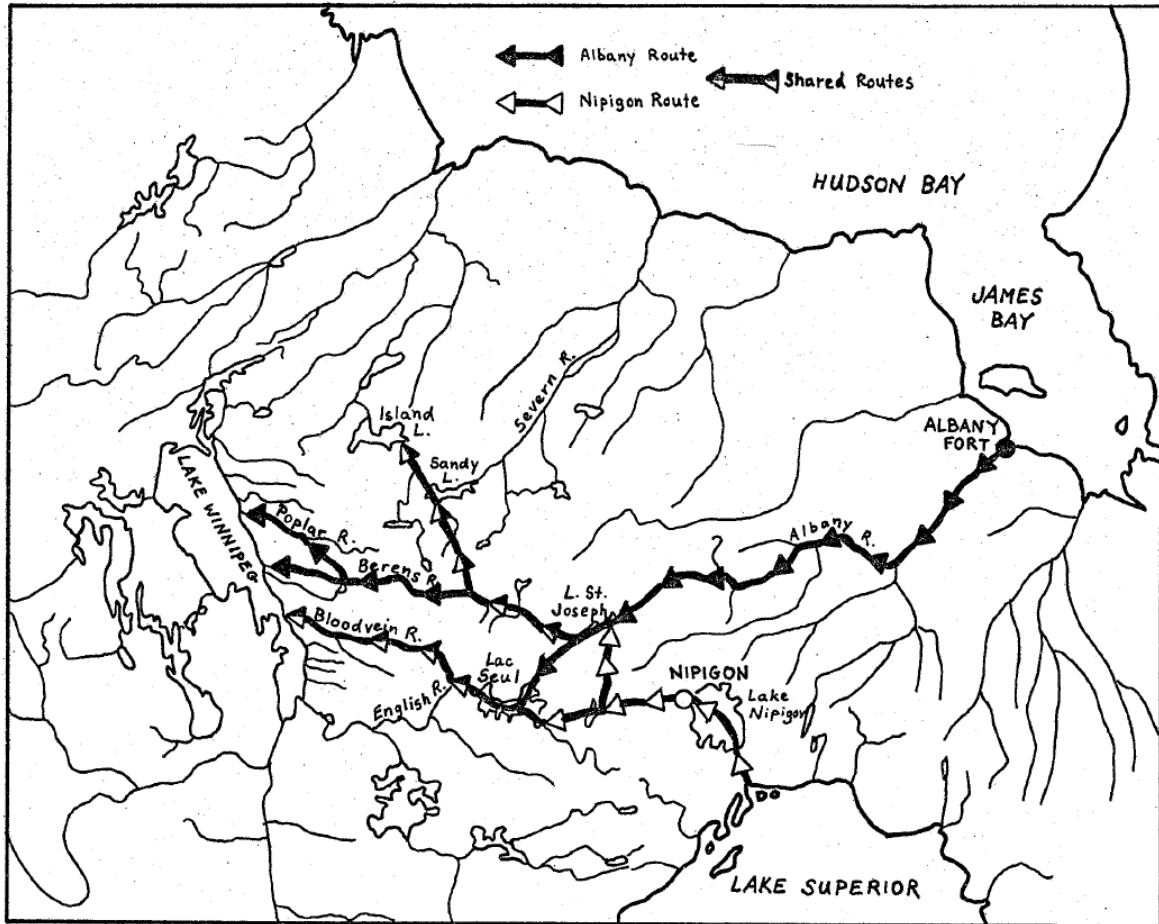 Albany Route
Shared Routes
Nipigon Route
HUDSON BAY
JAMES
BAY
Severn R.
Island
L.
ALBANY
FORT
Sandy
L.
LAKE WINNIPEG
Poplar R.
Albany
R.
Berens R.
L. St.
Joseph
Bloodvein R.
Lac
Seul
NIPIGON
English R.
Lake
Nipigon
LAKE SUPERIOR